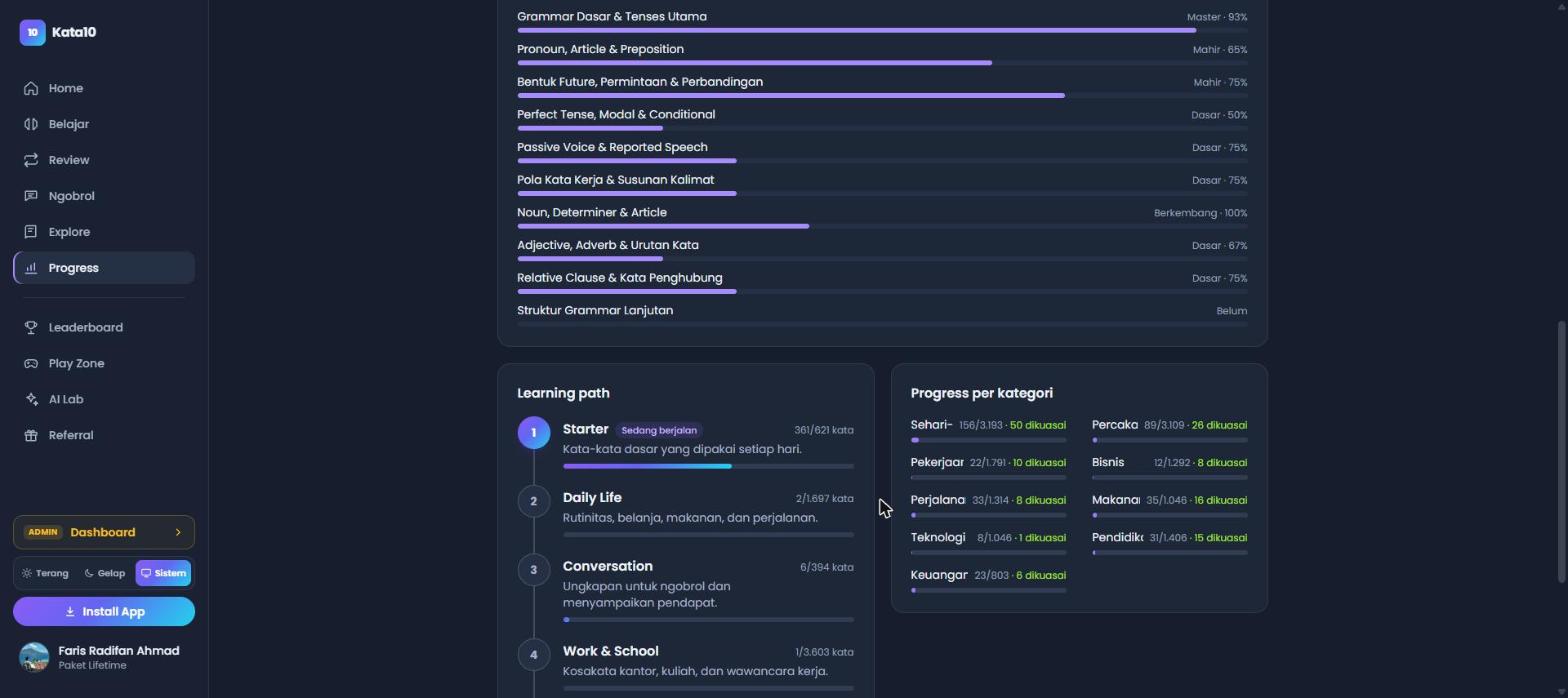 10 Kata10
Home
Belajar
Review
Ngobrol
Explore
Progress
Leaderboard
Play Zone
AI Lab
Referral
ADMIN Dashboard
Terang Gelap Sistem
Install App
Faris Radifan Ahmad
Paket Lifetime
Grammar Dasar & Tenses Utama Master · 93%
Pronoun, Article & Preposition Mahir · 65%
Bentuk Future, Permintaan & Perbandingan Mahir · 75%
Perfect Tense, Modal & Conditional Dasar · 50%
Passive Voice & Reported Speech Dasar · 75%
Pola Kata Kerja & Susunan Kalimat Dasar · 75%
Noun, Determiner & Article Berkembang · 100%
Adjective, Adverb & Urutan Kata Dasar · 67%
Relative Clause & Kata Penghubung Dasar · 75%
Struktur Grammar Lanjutan Belum
Learning path
1 Starter Sedang berjalan 361/621 kata
Kata-kata dasar yang dipakai setiap hari.
2 Daily Life 2/1.697 kata
Rutinitas, belanja, makanan, dan perjalanan.
3 Conversation 6/394 kata
Ungkapan untuk ngobrol dan
menyampaikan pendapat.
4 Work & School 1/3.603 kata
Kosakata kantor, kuliah, dan wawancara kerja.
Progress per kategori
Sehari- 156/3.193 · 50 dikuasai
Percaka 89/3.109 · 26 dikuasai
Pekerjaar 22/1.791 · 10 dikuasai
Bisnis 12/1.292 · 8 dikuasai
Perjalana 33/1.314 · 8 dikuasai
Makana 35/1.046 · 16 dikuasai
Teknologi 8/1.046 · 1 dikuasai
Pendidik 31/1.406 · 15 dikuasai
Keuangar 23/803 · 6 dikuasai